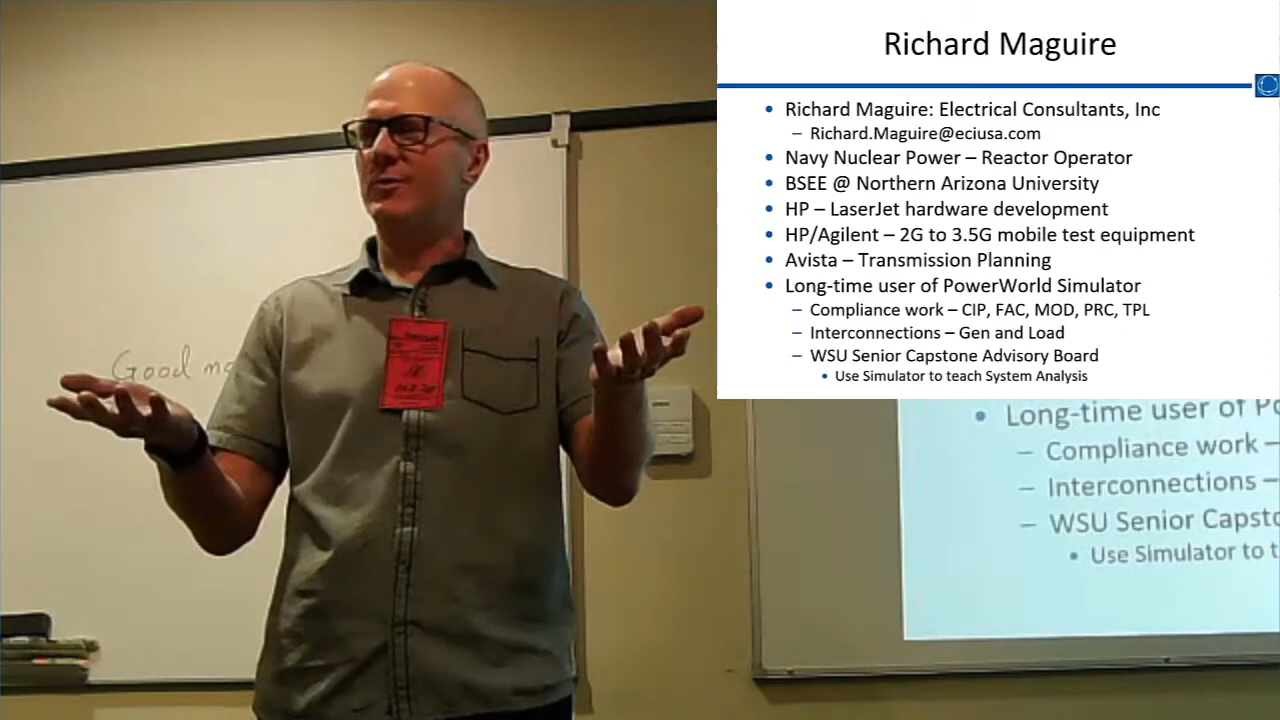 Richard Maguire
• Richard Maguire: Electrical Consultants, Inc
– Richard.Maguire@eciusa.com
• Navy Nuclear Power – Reactor Operator
• BSEE @ Northern Arizona University
• HP – LaserJet hardware development
• HP/Agilent – 2G to 3.5G mobile test equipment
• Avista – Transmission Planning
• Long-time user of PowerWorld Simulator
– Compliance work – CIP, FAC, MOD, PRC, TPL
– Interconnections – Gen and Load
– WSU Senior Capstone Advisory Board
• Use Simulator to teach System Analysis
Good mo
• Long-time user of Po
– Compliance work –
– Interconnections –
– WSU Senior Capsto
• Use Simulator to t